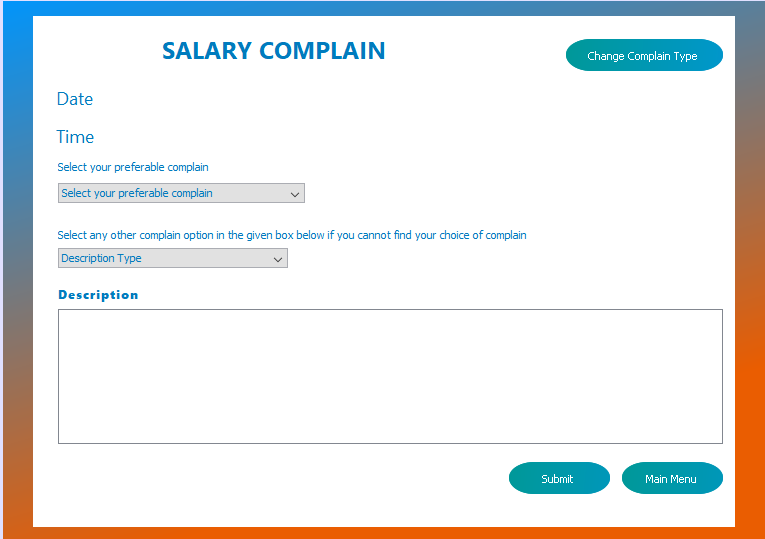 SALARY COMPLAIN
Change Complain Type
Date
Time
Select your preferable complain
Select your preferable complain
Select any other complain option in the given box below if you cannot find your choice of complain
Description Type
Description
Submit
Main Menu